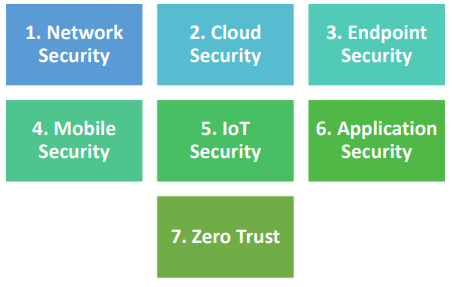 1. Network
Security
2. Cloud
Security
3. Endpoint
Security
4. Mobile
Security
5. IoT
Security
6. Application
Security
7. Zero Trust